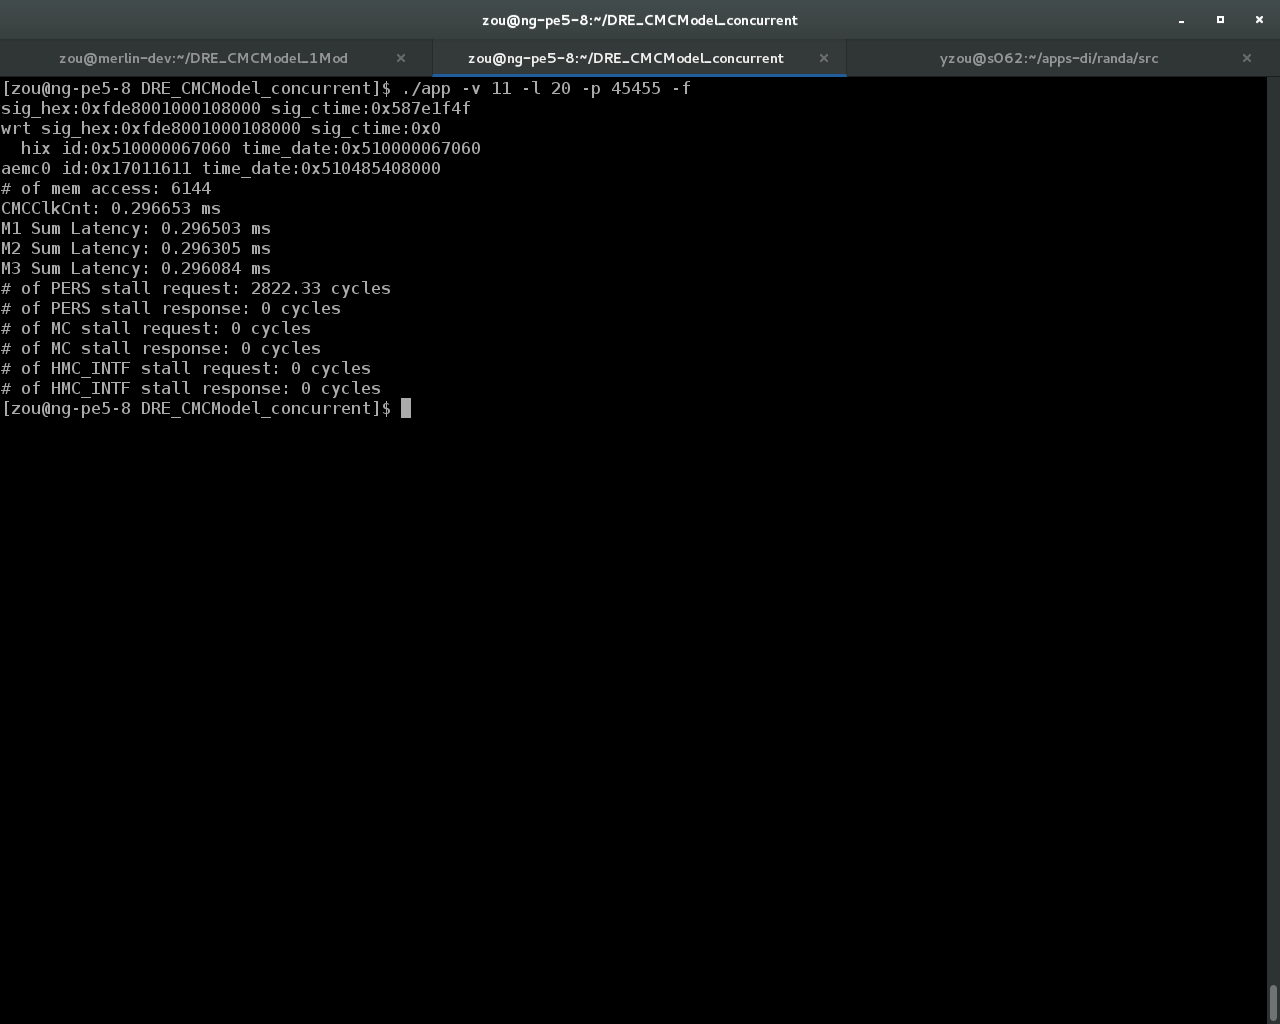 zou@ng-pe5-8:~/DRE_CMCModel_concurrent
zou@merlin-dev:~/DRE_CMCModel_1Mod
zou@ng-pe5-8:~/DRE_CMCModel_concurrent
yzou@s062:~/apps-di/randa/src
[zou@ng-pe5-8 DRE_CMCModel_concurrent]$ ./app -v 11 -l 20 -p 45455 -f
sig_hex:0xfde8001000108000 sig_ctime:0x587e1f4f
wrt sig_hex:0xfde8001000108000 sig_ctime:0x0
  hix id:0x510000067060 time_date:0x510000067060
aemc0 id:0x17011611 time_date:0x510485408000
# of mem access: 6144
CMCClkCnt: 0.296653 ms
M1 Sum Latency: 0.296503 ms
M2 Sum Latency: 0.296305 ms
M3 Sum Latency: 0.296084 ms
# of PERS stall request: 2822.33 cycles
# of PERS stall response: 0 cycles
# of MC stall request: 0 cycles
# of MC stall response: 0 cycles
# of HMC_INTF stall request: 0 cycles
# of HMC_INTF stall response: 0 cycles
[zou@ng-pe5-8 DRE_CMCModel_concurrent]$